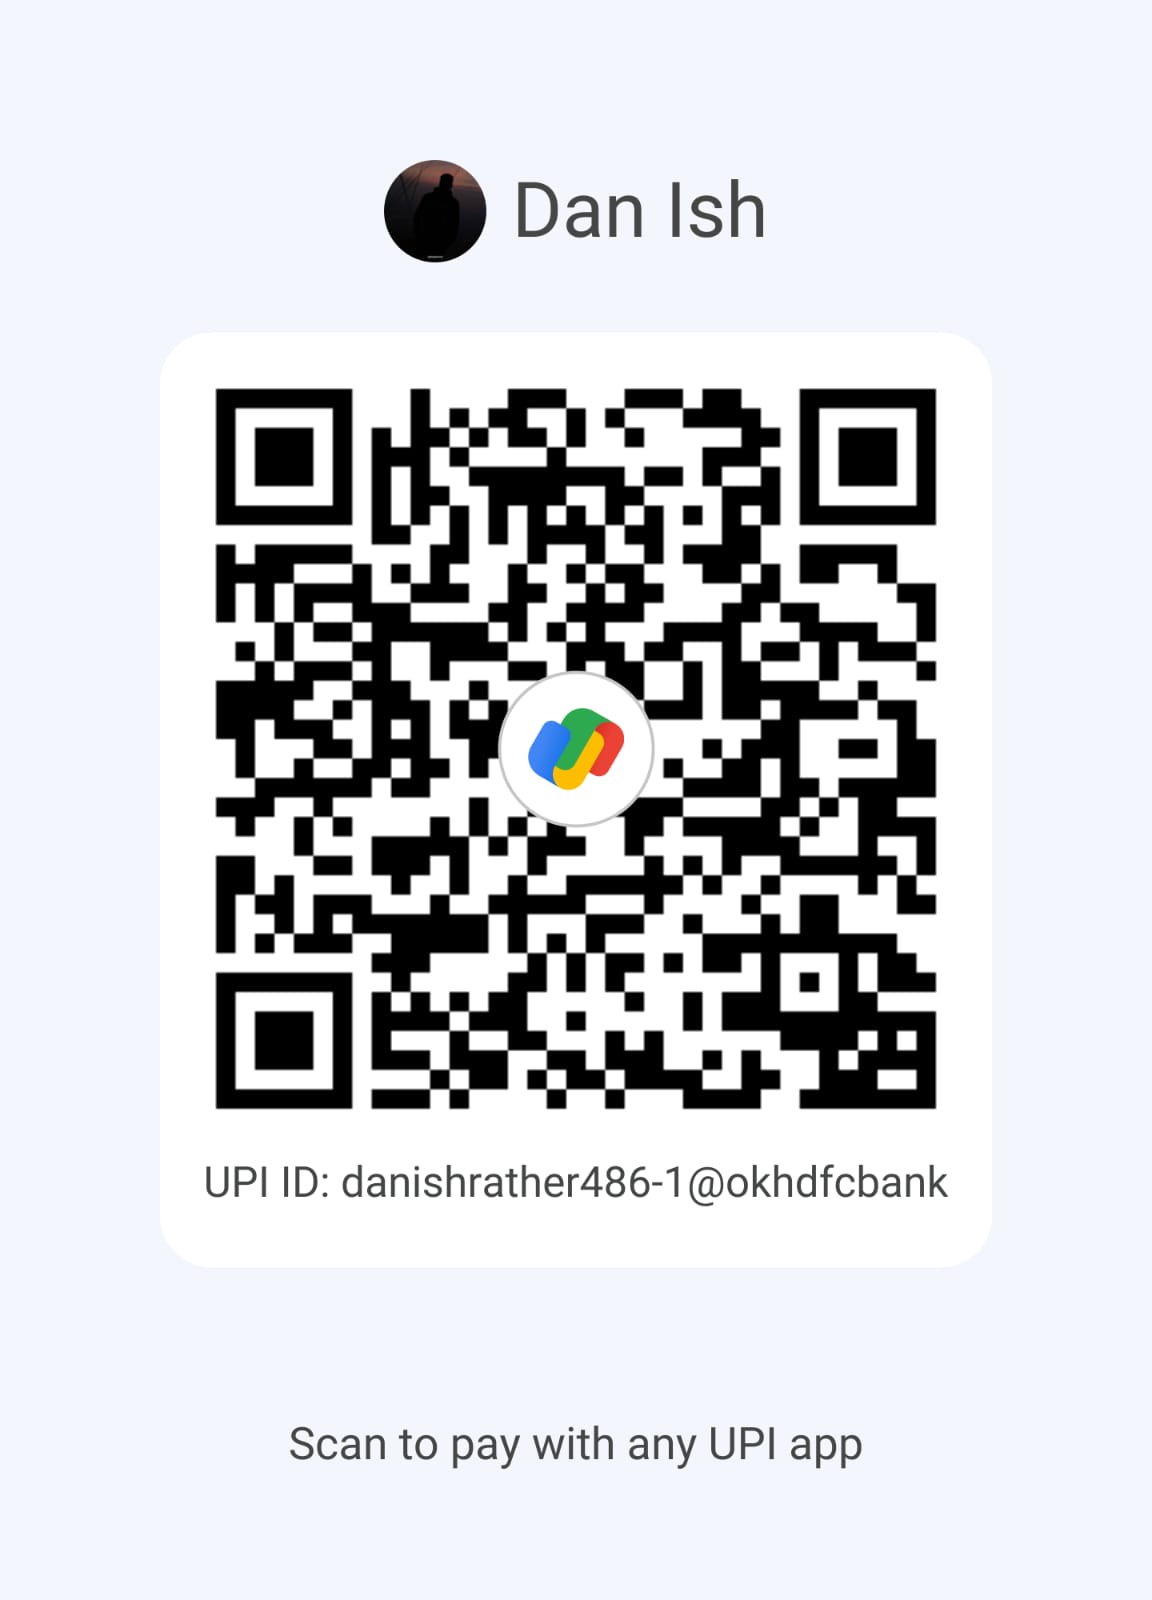 Dan Ish
UPI ID: danishrather486-1@okhdfcbank
Scan to pay with any UPI app